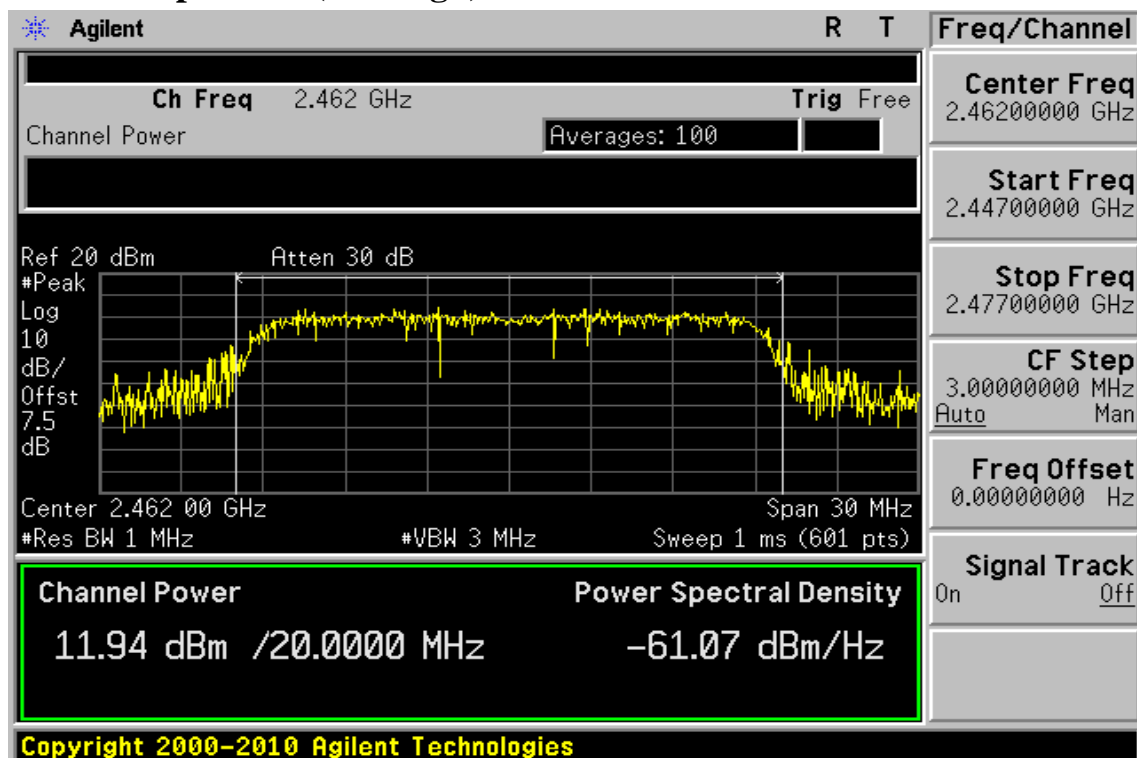 Agilent R T Freq/Channel
Ch Freq 2.462 GHz Trig Free
Channel Power Averages: 100
Center Freq
2.46200000 GHz
Start Freq
2.44700000 GHz
Stop Freq
2.47700000 GHz
CF Step
3.00000000 MHz
Auto Man
Freq Offset
0.00000000 Hz
Signal Track
On Off
Ref 20 dBm Atten 30 dB
#Peak
Log
10
dB/
Offst
7.5
dB
Center 2.462 00 GHz Span 30 MHz
#Res BW 1 MHz #VBW 3 MHz Sweep 1 ms (601 pts)
Channel Power Power Spectral Density
11.94 dBm /20.0000 MHz -61.07 dBm/Hz
Copyright 2000-2010 Agilent Technologies